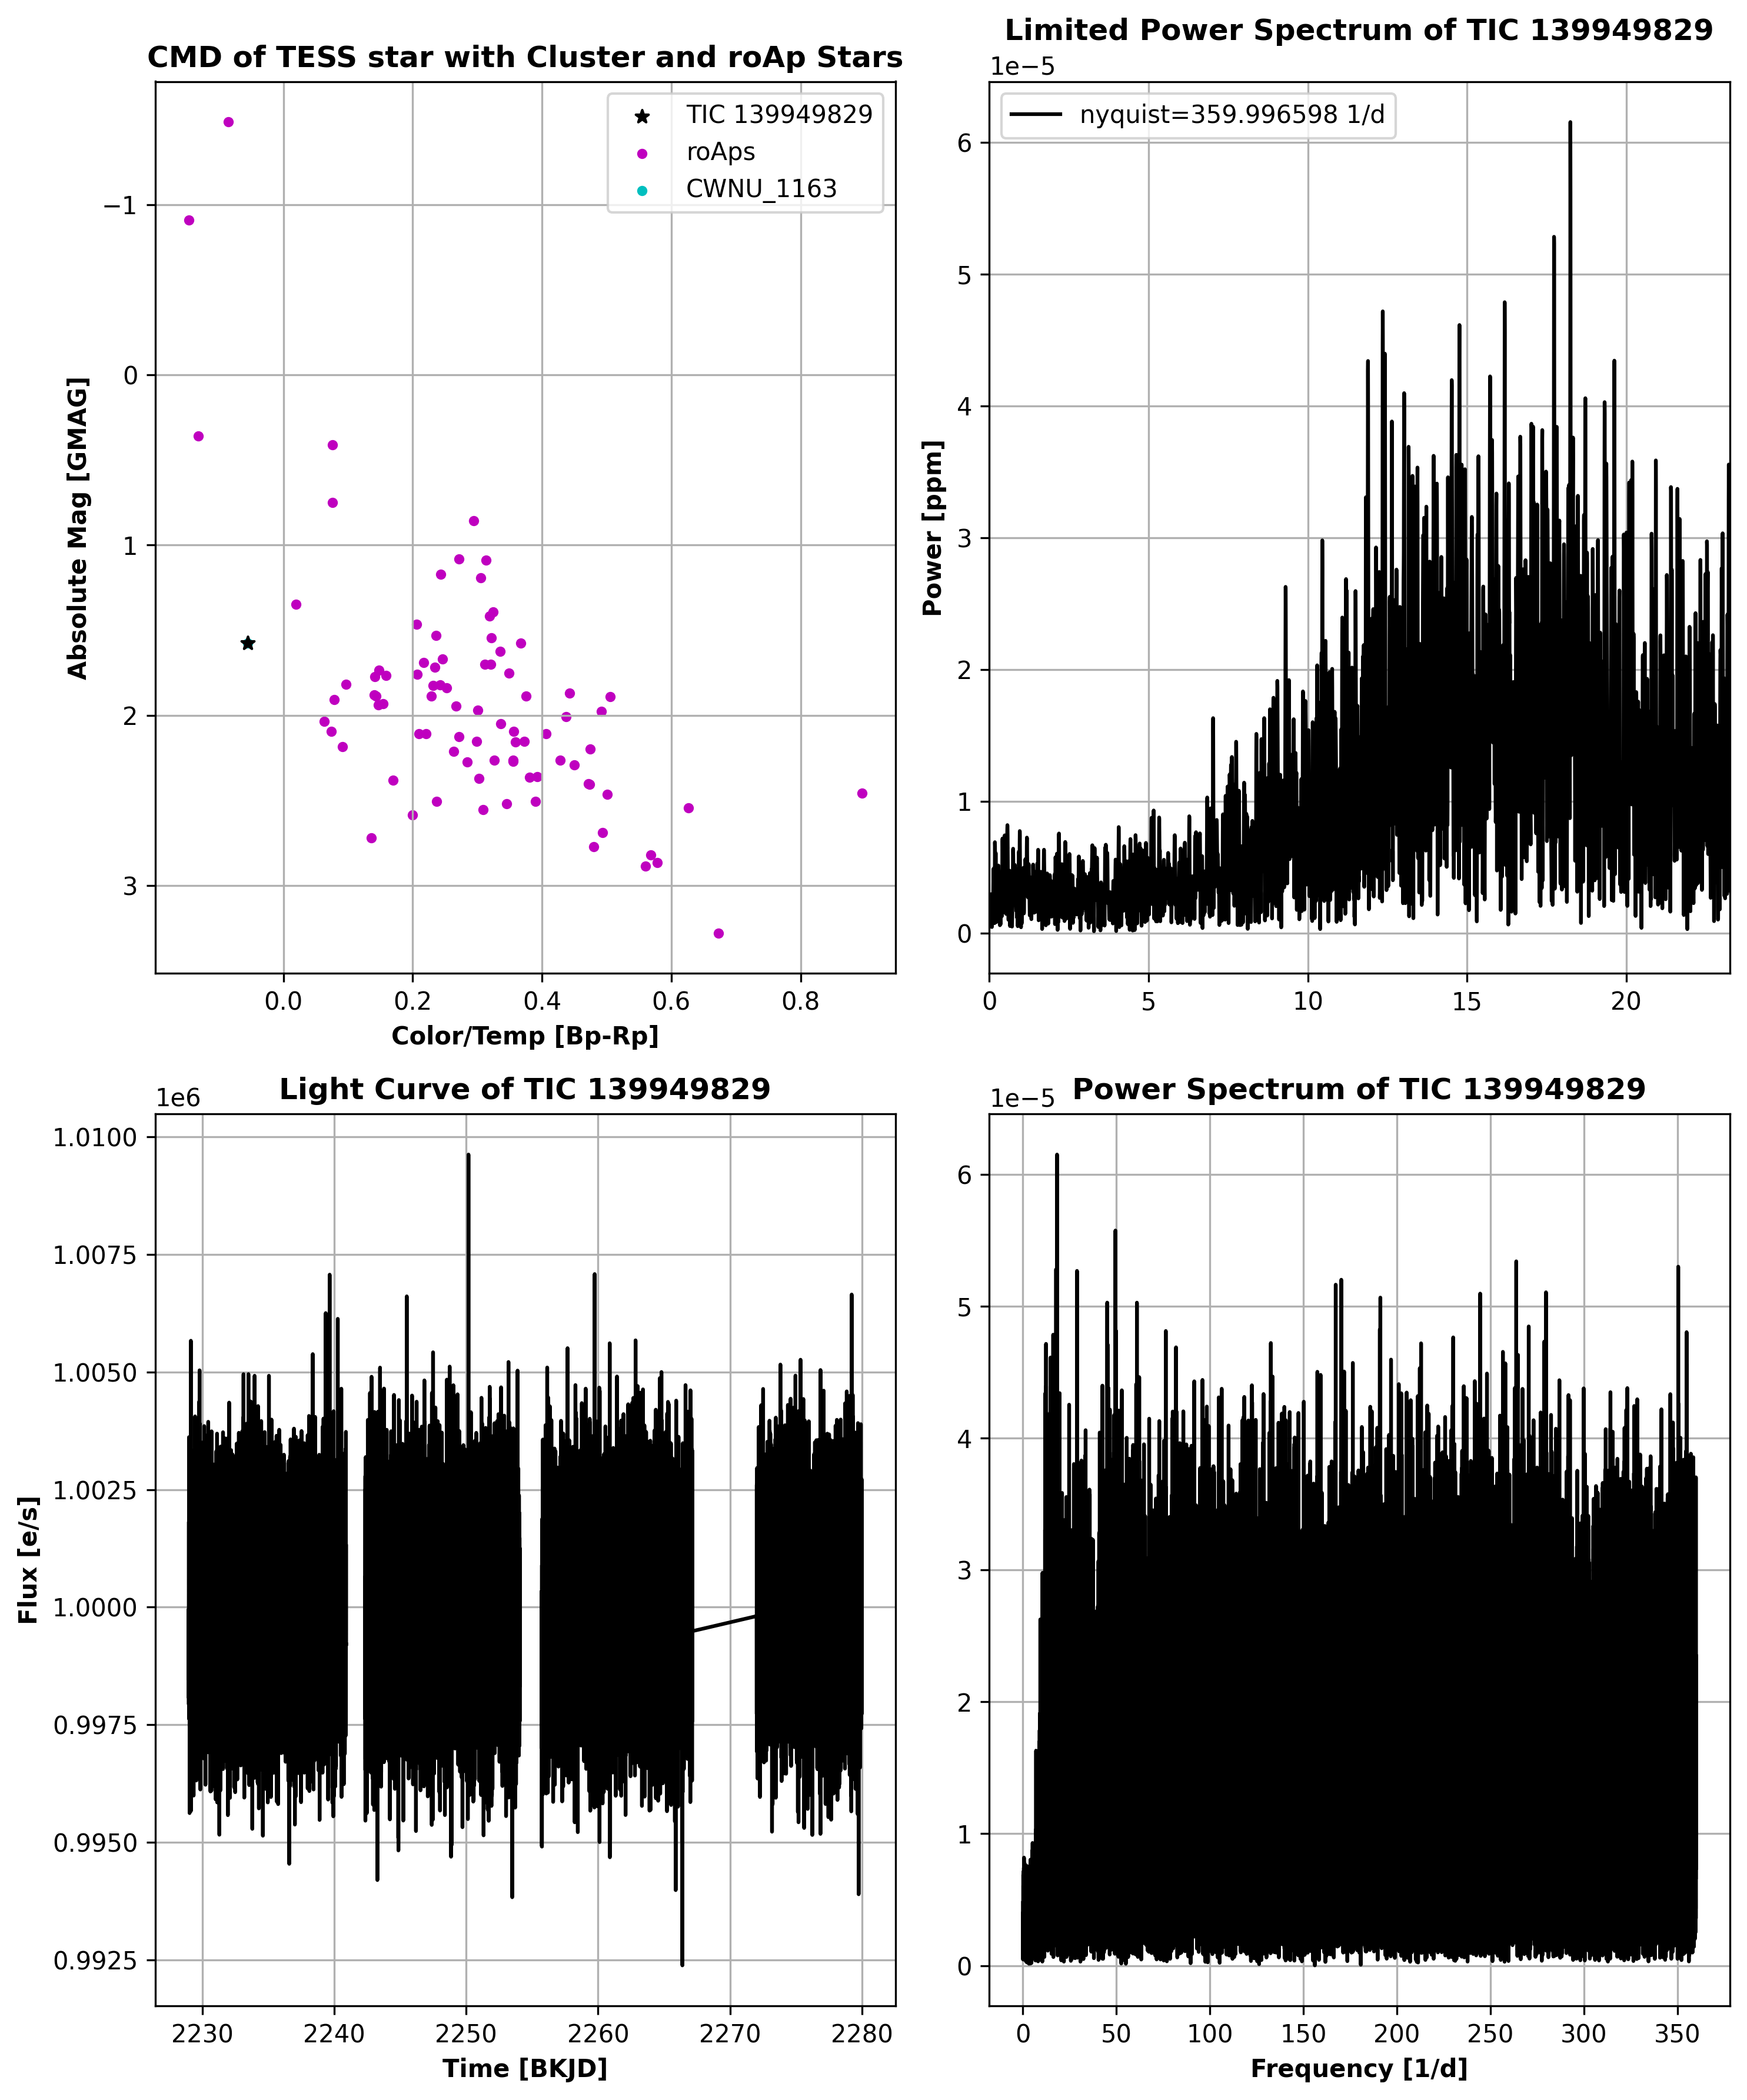 CMD of TESS star with Cluster and roAp Stars
TIC 139949829
roAps
CWNU_1163
Absolute Mag [GMAG]
−1
0
1
2
3
0.0 0.2 0.4 0.6 0.8
Color/Temp [Bp-Rp]
Limited Power Spectrum of TIC 139949829
1e−5
nyquist=359.996598 1/d
Power [ppm]
6
5
4
3
2
1
0
0 5 10 15 20
Light Curve of TIC 139949829
1e6
Flux [e/s]
1.0100
1.0075
1.0050
1.0025
1.0000
0.9975
0.9950
0.9925
2230 2240 2250 2260 2270 2280
Time [BKJD]
Power Spectrum of TIC 139949829
1e−5
6
5
4
3
2
1
0
0 50 100 150 200 250 300 350
Frequency [1/d]